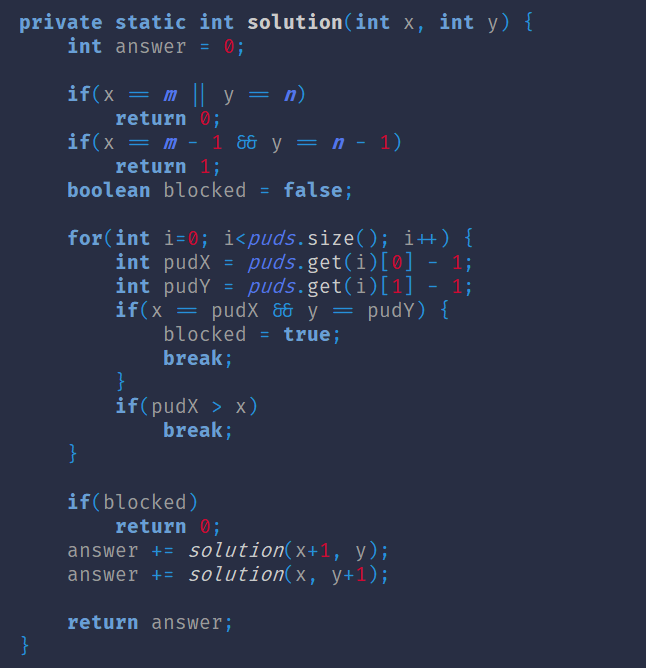 private static int solution(int x, int y) {
    int answer = 0;

    if(x == m || y == n)
        return 0;
    if(x == m - 1 && y == n - 1)
        return 1;
    boolean blocked = false;

    for(int i=0; i<puds.size(); i++) {
        int pudX = puds.get(i)[0] - 1;
        int pudY = puds.get(i)[1] - 1;
        if(x == pudX && y == pudY) {
            blocked = true;
            break;
        }
        if(pudX > x)
            break;
    }

    if(blocked)
        return 0;
    answer += solution(x+1, y);
    answer += solution(x, y+1);

    return answer;
}